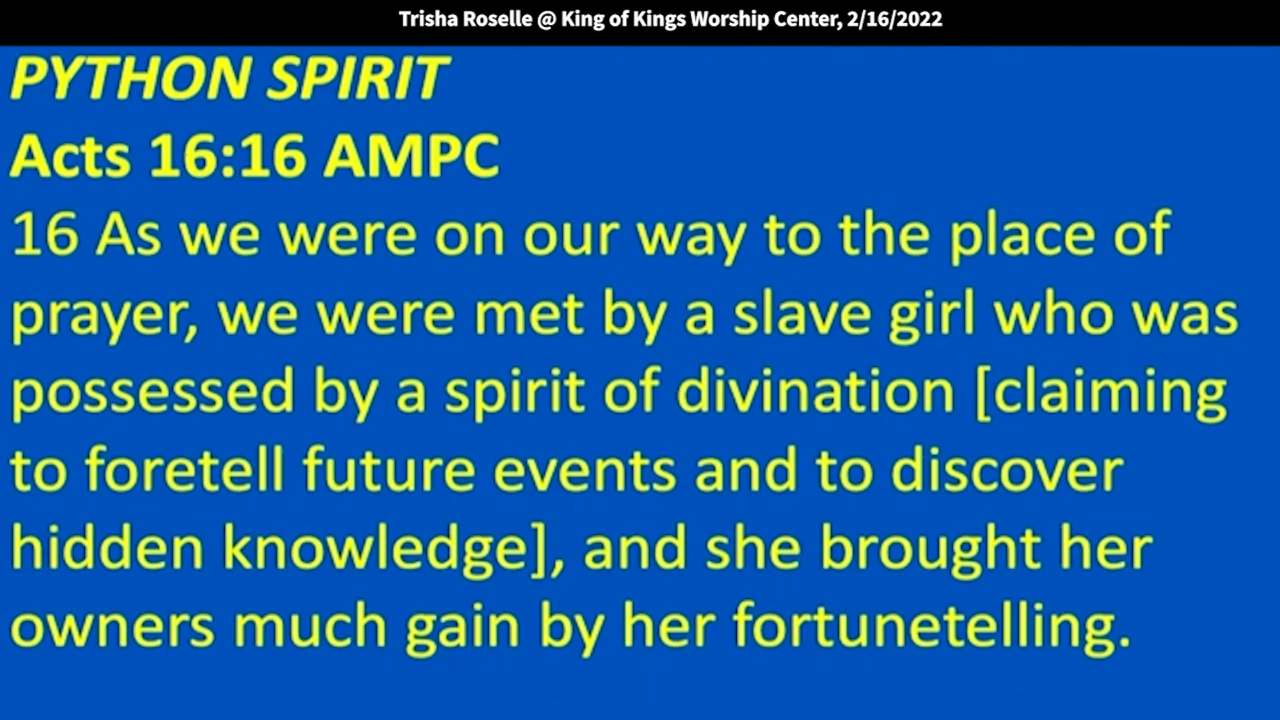 Trisha Roselle @ King of Kings Worship Center, 2/16/2022
PYTHON SPIRIT
Acts 16:16 AMPC
16 As we were on our way to the place of
prayer, we were met by a slave girl who was
possessed by a spirit of divination [claiming
to foretell future events and to discover
hidden knowledge], and she brought her
owners much gain by her fortunetelling.